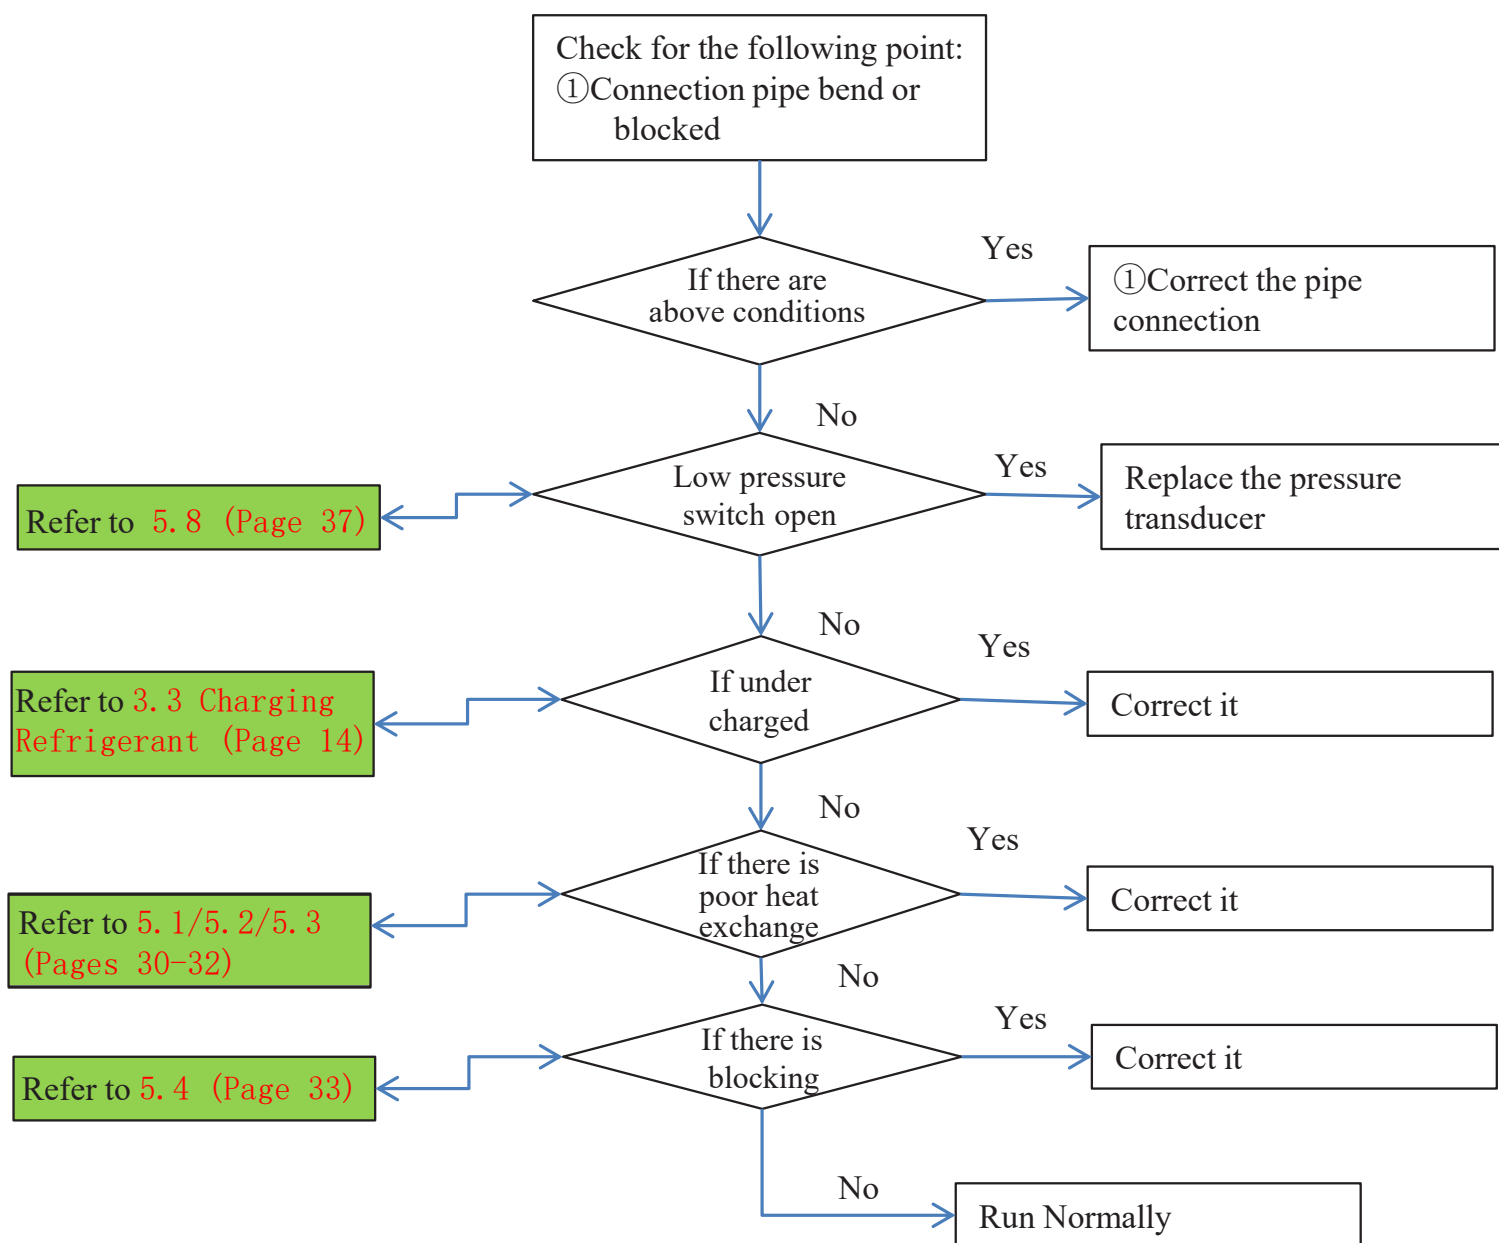 Check for the following point:
①Connection pipe bend or
blocked
If there are
above conditions
Yes
①Correct the pipe
connection
No
Low pressure
switch open
Yes
Replace the pressure
transducer
Refer to 5.8 (Page 37)
No
If under
charged
Yes
Correct it
Refer to 3.3 Charging
Refrigerant (Page 14)
No
If there is
poor heat
exchange
Yes
Correct it
Refer to 5.1/5.2/5.3
(Pages 30-32)
No
If there is
blocking
Yes
Correct it
Refer to 5.4 (Page 33)
No
Run Normally